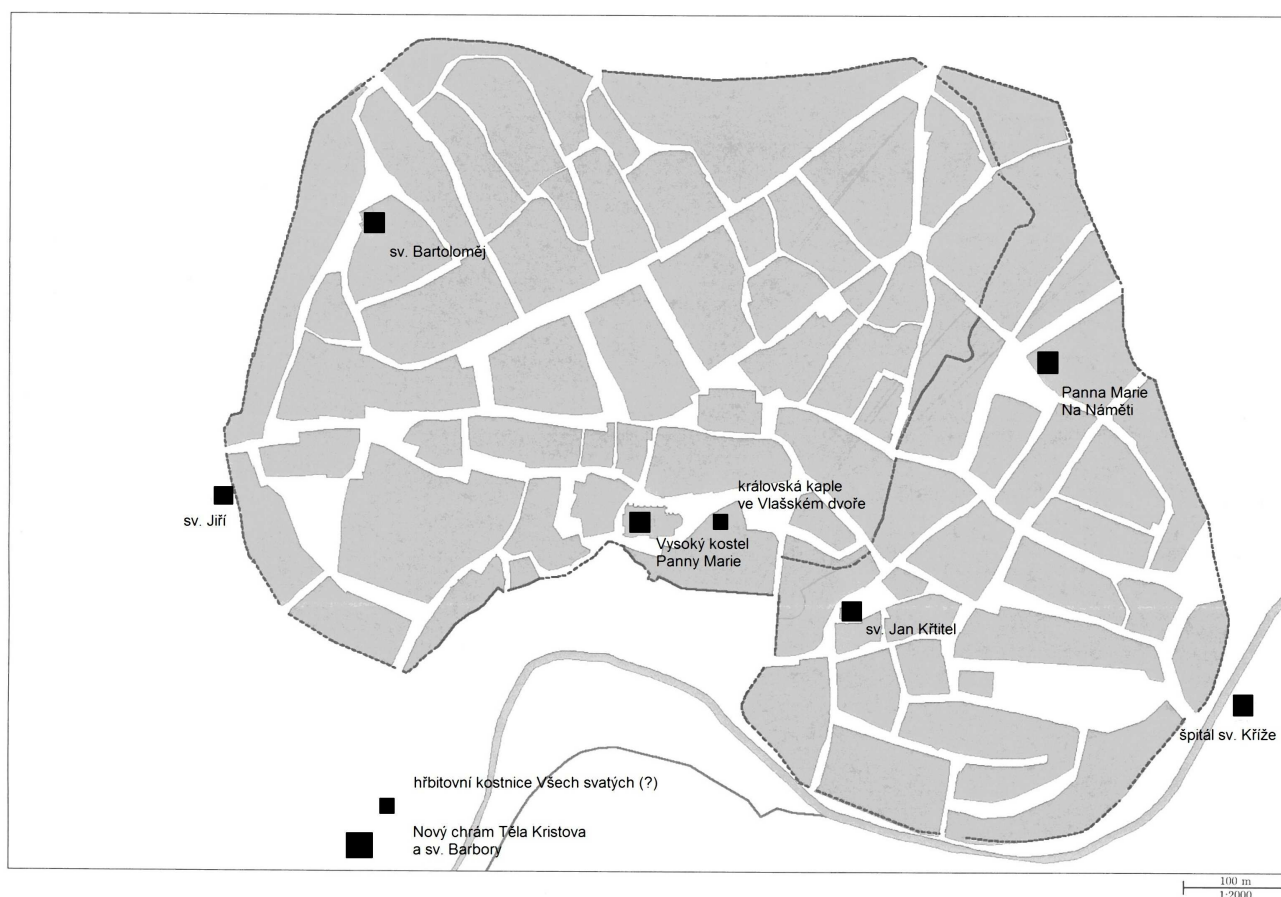 sv. Bartoloměj
Panna Marie
Na Náměti
královská kaple
ve Vlašském dvoře
sv. Jiří
Vysoký kostel
Panny Marie
sv. Jan Křtitel
špitál sv. Kříže
hřbitovní kostnice Všech svatých (?)
Nový chrám Těla Kristova
a sv. Barbory
100 m
1:2000